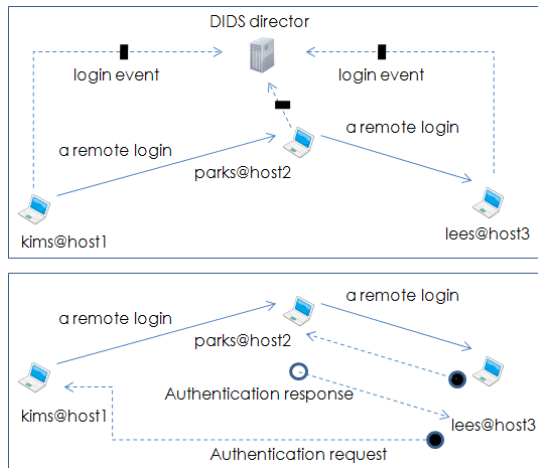 DIDS director
login event
login event
a remote login
a remote login
parks@host2
kims@host1
lees@host3
a remote login
a remote login
parks@host2
Authentication response
kims@host1
lees@host3
Authentication request